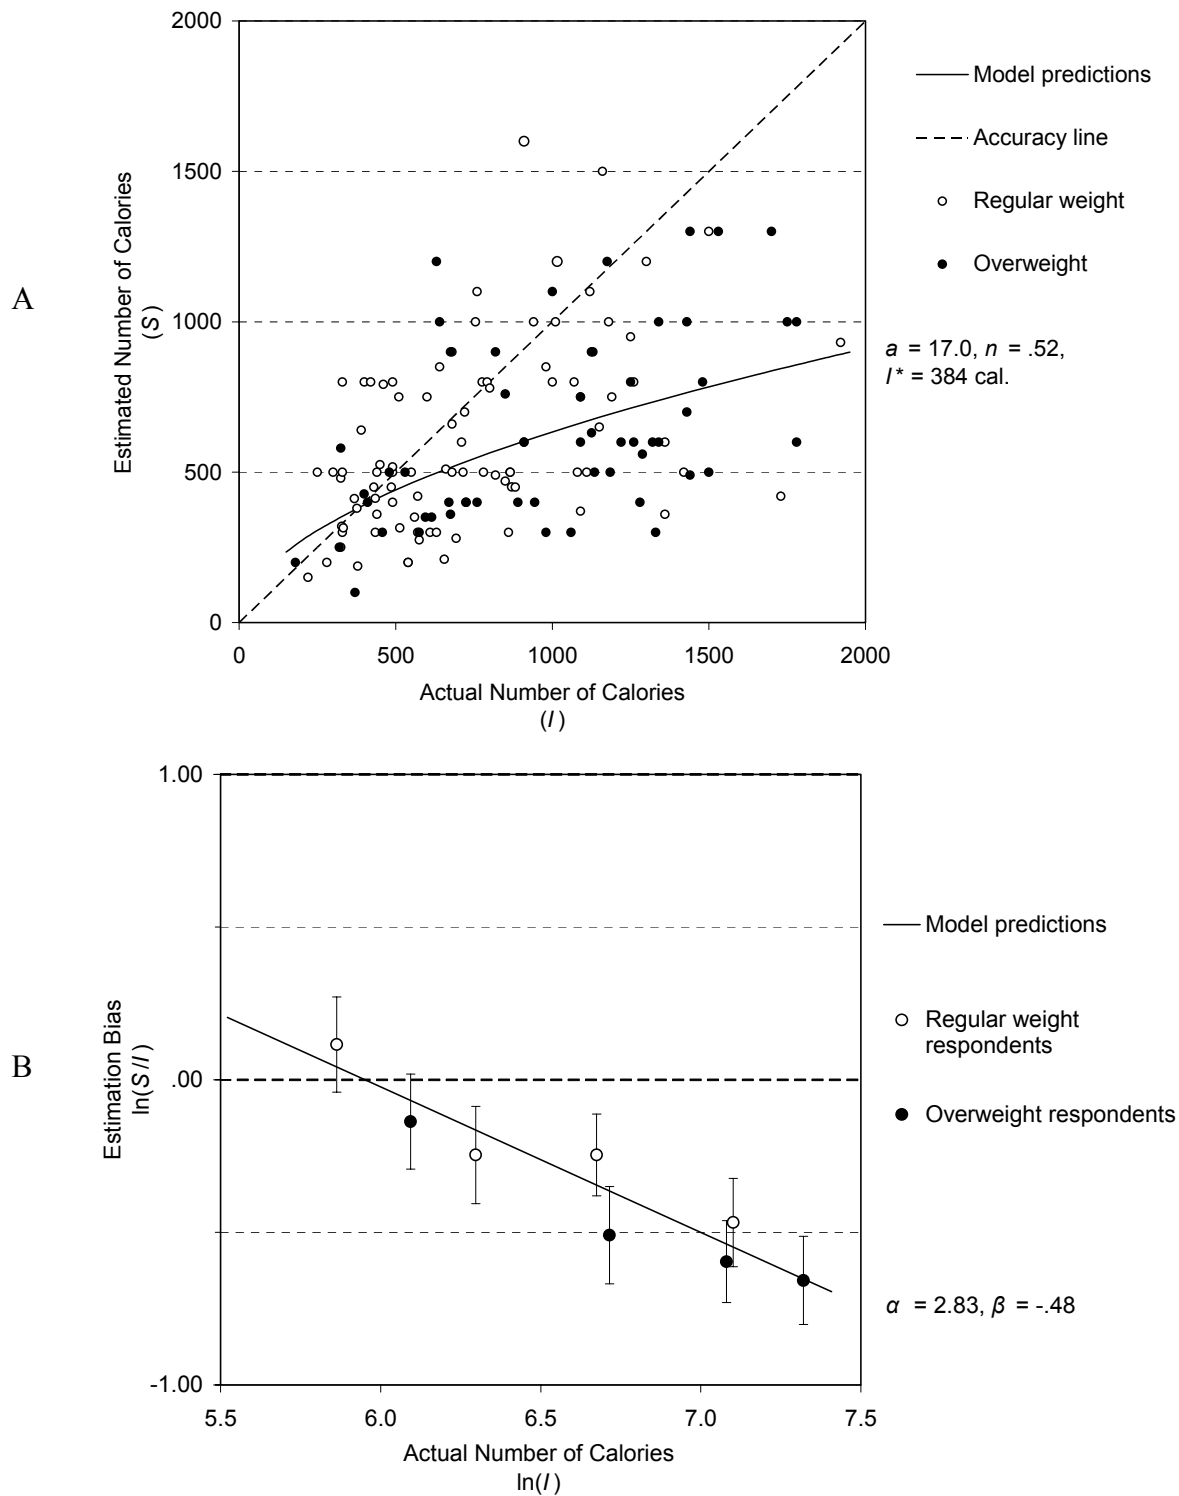 A
2000
1500
1000
500
0
Estimated Number of Calories
(S)
0 500 1000 1500 2000
Actual Number of Calories
(I)
Model predictions
Accuracy line
Regular weight
Overweight
a = 17.0, n = .52,
I* = 384 cal.
B
1.00
.00
-1.00
Estimation Bias
ln(S/I)
5.5 6.0 6.5 7.0 7.5
Actual Number of Calories
ln(I)
Model predictions
Regular weight
respondents
Overweight respondents
α = 2.83, β = -.48